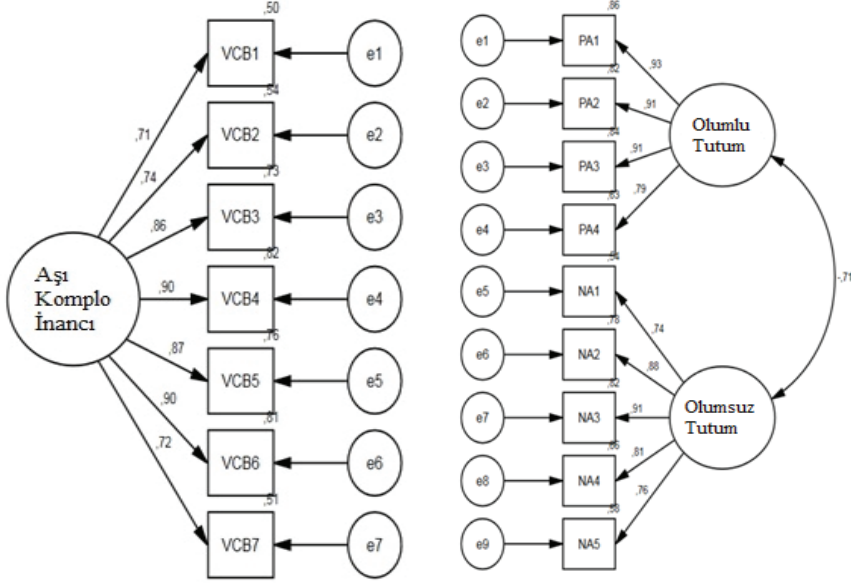 ,50
VCB1
e1
,71
,54
VCB2
e2
,74
,73
VCB3
e3
,86
,82
VCB4
e4
,90
,76
VCB5
e5
,87
,81
VCB6
e6
,90
,51
VCB7
e7
,72
Aşı
Komplo
İnancı
,86
e1
PA1
,93
,82
e2
PA2
,91
,84
e3
PA3
,91
,63
e4
PA4
,79
Olumlu
Tutum
-,71
,54
e5
NA1
,74
,78
e6
NA2
,88
,82
e7
NA3
,91
,66
e8
NA4
,81
,58
e9
NA5
,76
Olumsuz
Tutum